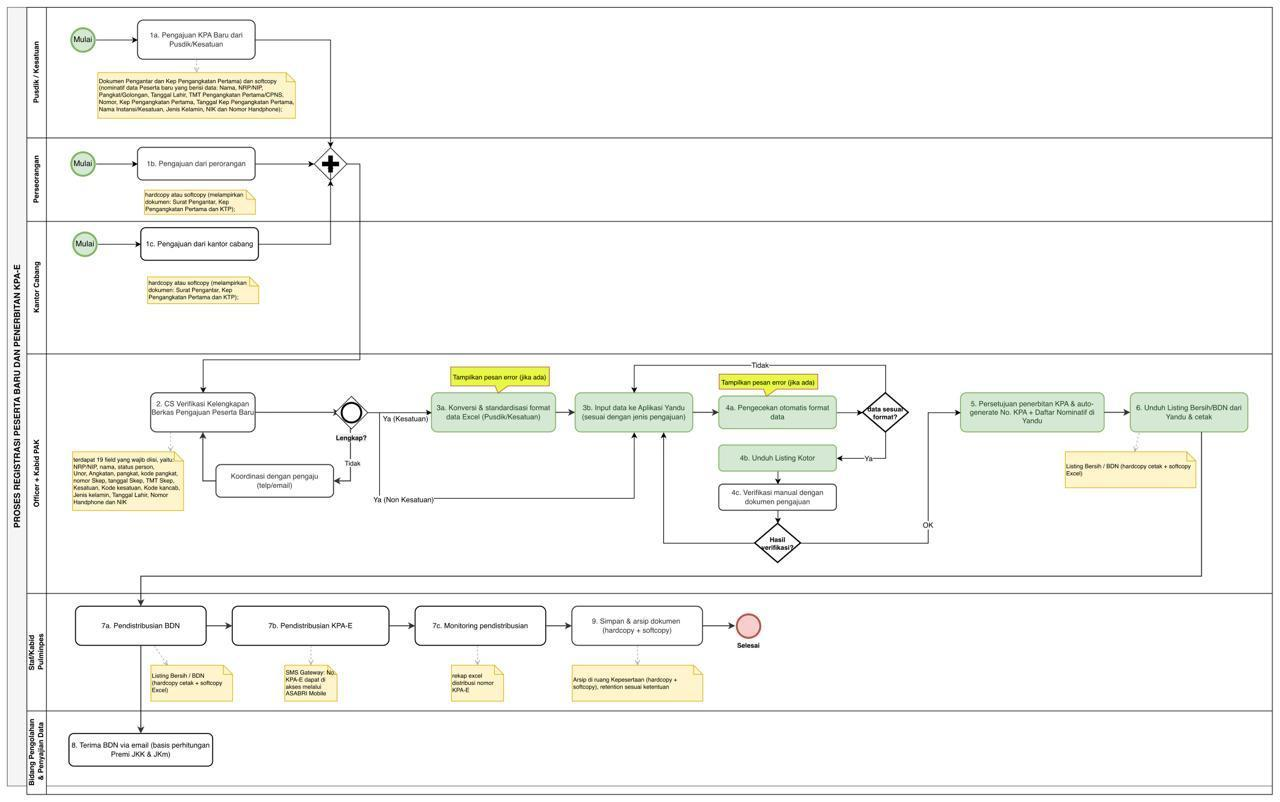 PROSES REGISTRASI PESERTA BARU DAN PENERBITAN KPA-E
Pusdik / Kesatuan
Mulai
1a. Pengajuan KPA Baru dari
Pusdik/Kesatuan
Dokumen Pengantar dan Kep Pengangkatan Pertama) dan softcopy
(nominatif data Peserta baru yang berisi data: Nama, NRP/NIP,
Pangkat/Golongan, Tanggal Lahir, TMT Pengangkatan Pertama/CPNS,
Nomor, Kep Pengangkatan Pertama, Tanggal Kep Pengangkatan Pertama,
Nama Instansi/Kesatuan, Jenis Kelamin, NIK dan Nomor Handphone);
Perseorangan
Mulai
1b. Pengajuan dari perorangan
hardcopy atau softcopy (melampirkan
dokumen: Surat Pengantar, Kep
Pengangkatan Pertama dan KTP);
Kantor Cabang
Mulai
1c. Pengajuan dari kantor cabang
hardcopy atau softcopy (melampirkan
dokumen: Surat Pengantar, Kep
Pengangkatan Pertama dan KTP);
Officer + Kabid PAK
2. CS Verifikasi Kelengkapan
Berkas Pengajuan Peserta Baru
terdapat 19 field yang wajib diisi, yaitu:
NRP/NIP, nama, status person,
Unor, Angkatan, pangkat, kode pangkat,
nomor Skep, tanggal Skep, TMT Skep,
Kesatuan, Kode kesatuan, Kode kancab,
Jenis kelamin, Tanggal Lahir, Nomor
Handphone dan NIK
Lengkap?
Tidak
Koordinasi dengan pengaju
(telp/email)
Ya (Kesatuan)
Ya (Non Kesatuan)
Tampilkan pesan error (jika ada)
3a. Konversi & standardisasi format
data Excel (Pusdik/Kesatuan)
3b. Input data ke Aplikasi Yandu
(sesuai dengan jenis pengajuan)
Tidak
Tampilkan pesan error (jika ada)
4a. Pengecekan otomatis format
data
data sesuai
format?
Ya
4b. Unduh Listing Kotor
4c. Verifikasi manual dengan
dokumen pengajuan
Hasil
verifikasi?
OK
5. Persetujuan penerbitan KPA & auto-
generate No. KPA + Daftar Nominatif di
Yandu
6. Unduh Listing Bersih/BDN dari
Yandu & cetak
Listing Bersih / BDN (hardcopy cetak + softcopy
Excel)
Staf/Kabid
Pulminpes
7a. Pendistribusian BDN
Listing Bersih / BDN
(hardcopy cetak + softcopy
Excel)
7b. Pendistribusian KPA-E
SMS Gateway: No.
KPA-E dapat di
akses melalui
ASABRI Mobile
7c. Monitoring pendistribusian
rekap excel
distribusi nomor
KPA-E
9. Simpan & arsip dokumen
(hardcopy + softcopy)
Arsip di ruang Kepesertaan (hardcopy +
softcopy), retention sesuai ketentuan
Selesai
Bidang Pengolahan
& Penyajian Data
8. Terima BDN via email (basis perhitungan
Premi JKK & JKm)